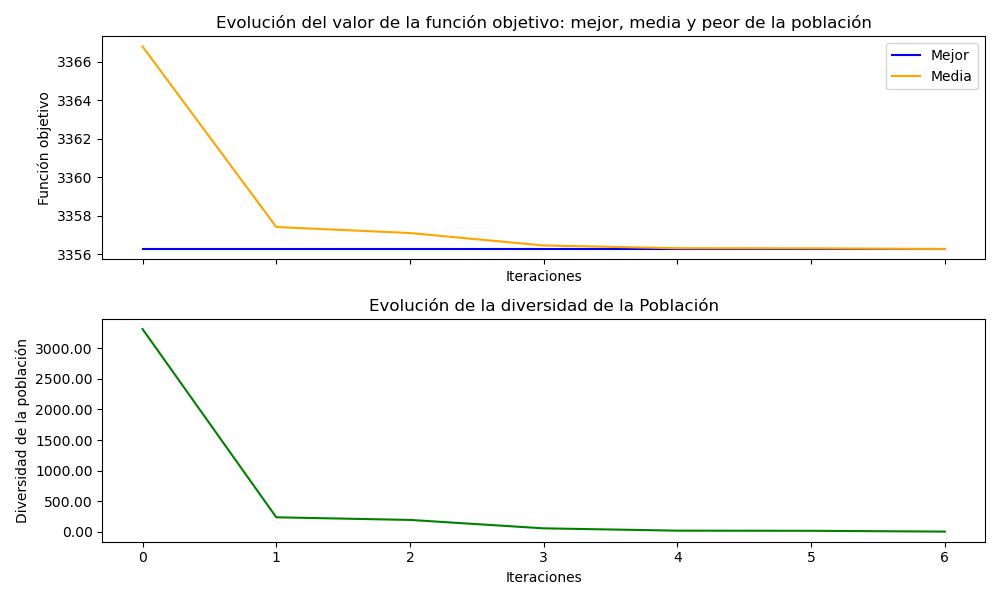 Evolución del valor de la función objetivo: mejor, media y peor de la población
Mejor
Media
3366
3364
3362
3360
3358
3356
Función objetivo
Iteraciones
Evolución de la diversidad de la Población
3000.00
2500.00
2000.00
1500.00
1000.00
500.00
0.00
Diversidad de la población
0 1 2 3 4 5 6
Iteraciones